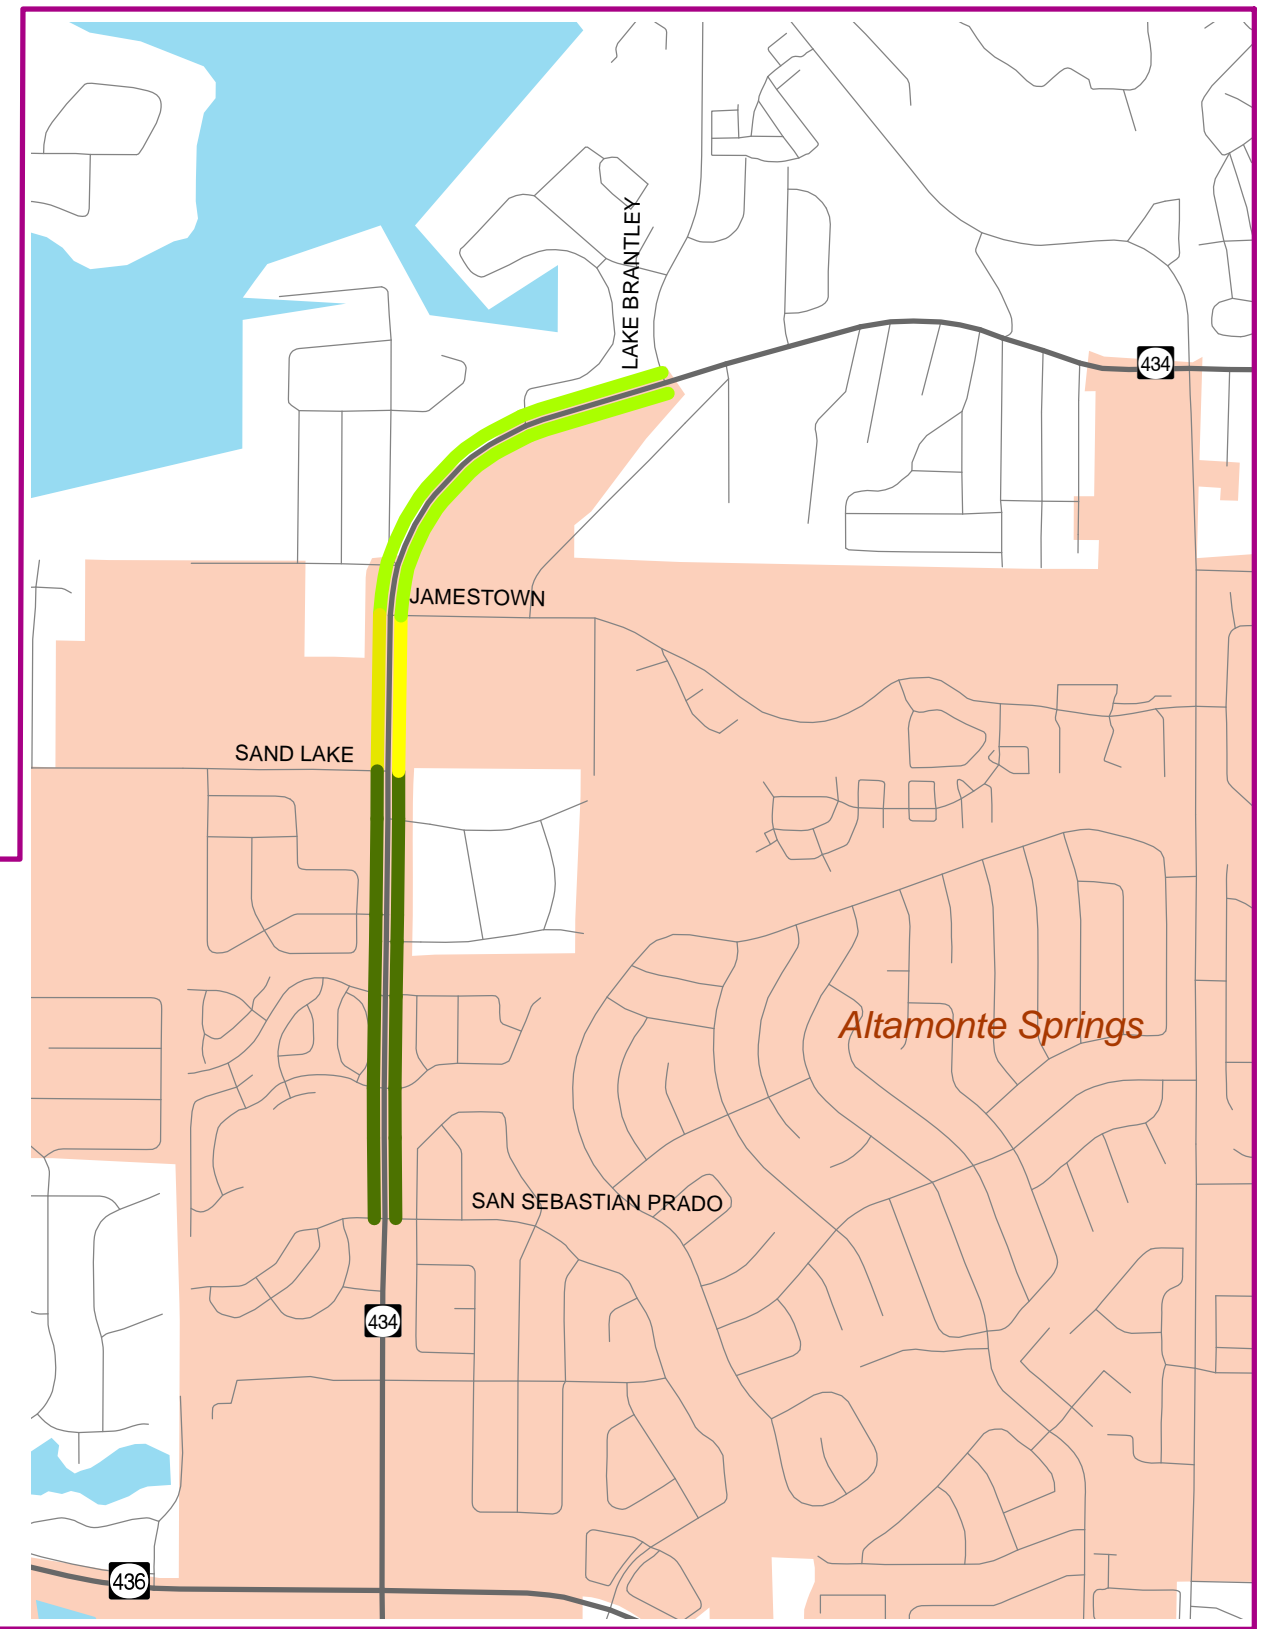 LAKE BRANTLEY
434
JAMESTOWN
SAND LAKE
Altamonte Springs
SAN SEBASTIAN PRADO
434
436